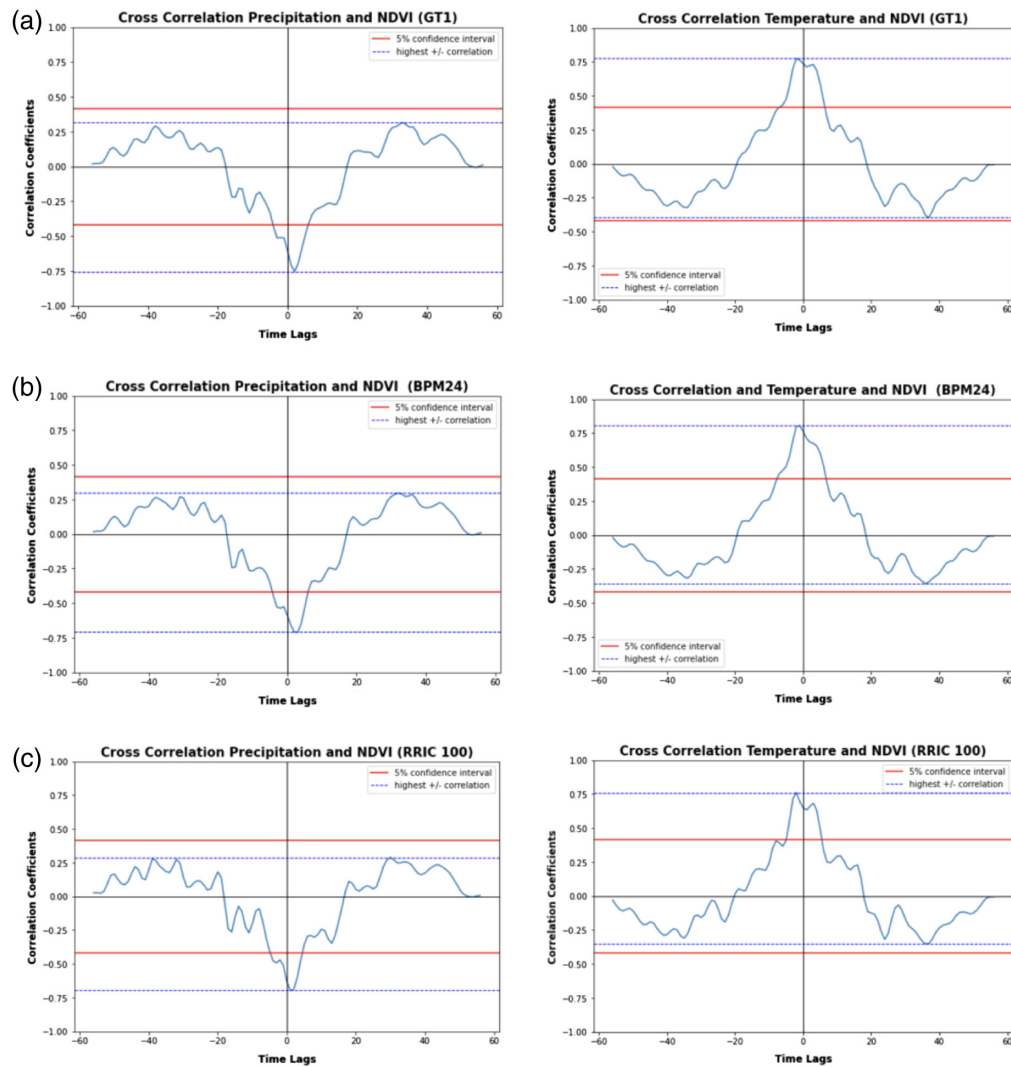 (a)
Cross Correlation Precipitation and NDVI (GT1)
5% confidence interval
highest +/- correlation
1.00
0.75
0.50
0.25
0.00
−0.25
−0.50
−0.75
−1.00
Correlation Coefficients
−60 −40 −20 0 20 40 60
Time Lags
Cross Correlation Temperature and NDVI (GT1)
1.00
0.75
0.50
0.25
0.00
−0.25
−0.50
−0.75
−1.00
Correlation Coefficients
5% confidence interval
highest +/- correlation
−60 −40 −20 0 20 40 60
Time Lags
(b)
Cross Correlation Precipitation and NDVI (BPM24)
5% confidence interval
highest +/- correlation
1.00
0.75
0.50
0.25
0.00
−0.25
−0.50
−0.75
−1.00
Correlation Coefficients
−60 −40 −20 0 20 40 60
Time Lags
Cross Correlation and Temperature and NDVI (BPM24)
1.00
0.75
0.50
0.25
0.00
−0.25
−0.50
−0.75
−1.00
Correlation Coefficients
5% confidence interval
highest +/- correlation
−60 −40 −20 0 20 40 60
Time Lags
(c)
Cross Correlation Precipitation and NDVI (RRIC 100)
5% confidence interval
highest +/- correlation
1.00
0.75
0.50
0.25
0.00
−0.25
−0.50
−0.75
−1.00
Correlation Coefficients
−60 −40 −20 0 20 40 60
Time Lags
Cross Correlation Temperature and NDVI (RRIC 100)
5% confidence interval
highest +/- correlation
1.00
0.75
0.50
0.25
0.00
−0.25
−0.50
−0.75
−1.00
Correlation Coefficients
−60 −40 −20 0 20 40 60
Time Lags